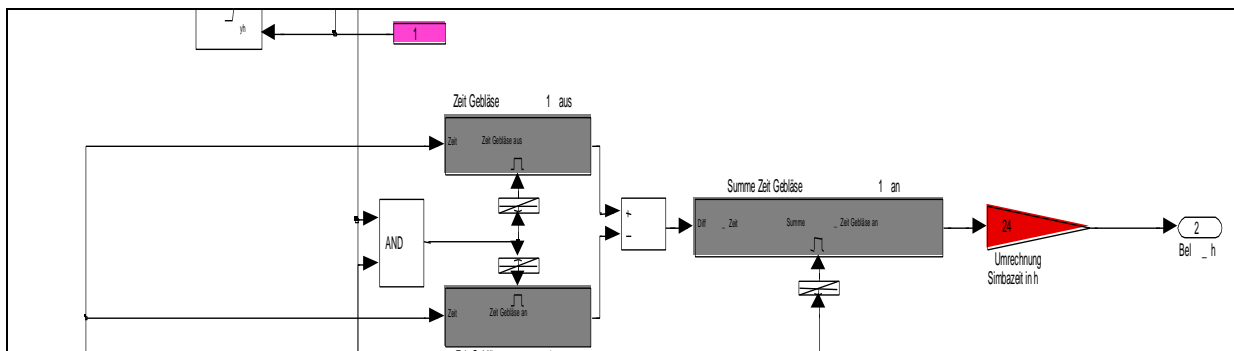 yh
1
Zeit Gebläse 1 aus
Zeit Zeit Gebläse aus
Summe Zeit Gebläse 1 an
AND
+
−
Diff _ Zeit Summe _ Zeit Gebläse an
24
2
Umrechnung
Simbazeit in h
Bel _ h
Zeit Zeit Gebläse an